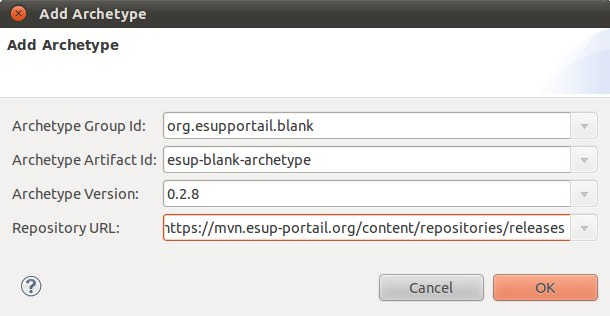 Add Archetype
Add Archetype
Archetype Group Id: org.esupportail.blank
Archetype Artifact Id: esup-blank-archetype
Archetype Version: 0.2.8
Repository URL: https://mvn.esup-portail.org/content/repositories/releases
?
Cancel OK